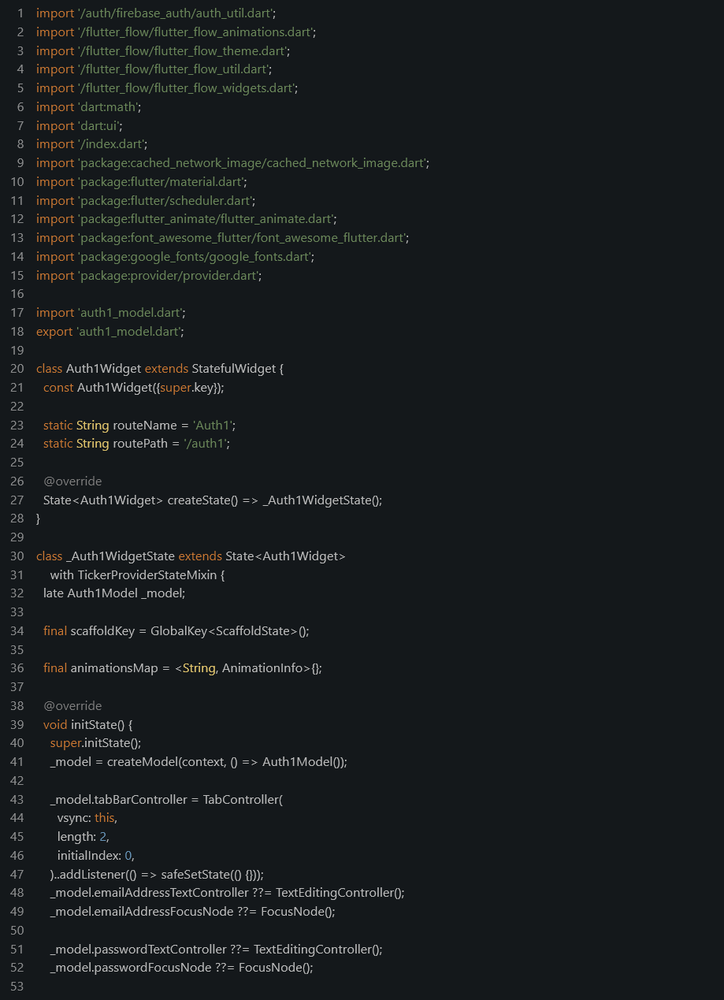 1 import '/auth/firebase_auth/auth_util.dart';
2 import '/flutter_flow/flutter_flow_animations.dart';
3 import '/flutter_flow/flutter_flow_theme.dart';
4 import '/flutter_flow/flutter_flow_util.dart';
5 import '/flutter_flow/flutter_flow_widgets.dart';
6 import 'dart:math';
7 import 'dart:ui';
8 import '/index.dart';
9 import 'package:cached_network_image/cached_network_image.dart';
10 import 'package:flutter/material.dart';
11 import 'package:flutter/scheduler.dart';
12 import 'package:flutter_animate/flutter_animate.dart';
13 import 'package:font_awesome_flutter/font_awesome_flutter.dart';
14 import 'package:google_fonts/google_fonts.dart';
15 import 'package:provider/provider.dart';
16
17 import 'auth1_model.dart';
18 export 'auth1_model.dart';
19
20 class Auth1Widget extends StatefulWidget {
21   const Auth1Widget({super.key});
22
23   static String routeName = 'Auth1';
24   static String routePath = '/auth1';
25
26   @override
27   State<Auth1Widget> createState() => _Auth1WidgetState();
28 }
29
30 class _Auth1WidgetState extends State<Auth1Widget>
31     with TickerProviderStateMixin {
32   late Auth1Model _model;
33
34   final scaffoldKey = GlobalKey<ScaffoldState>();
35
36   final animationsMap = <String, AnimationInfo>{};
37
38   @override
39   void initState() {
40     super.initState();
41     _model = createModel(context, () => Auth1Model());
42
43     _model.tabBarController = TabController(
44       vsync: this,
45       length: 2,
46       initialIndex: 0,
47     )..addListener(() => safeSetState(() {}));
48     _model.emailAddressTextController ??= TextEditingController();
49     _model.emailAddressFocusNode ??= FocusNode();
50
51     _model.passwordTextController ??= TextEditingController();
52     _model.passwordFocusNode ??= FocusNode();
53